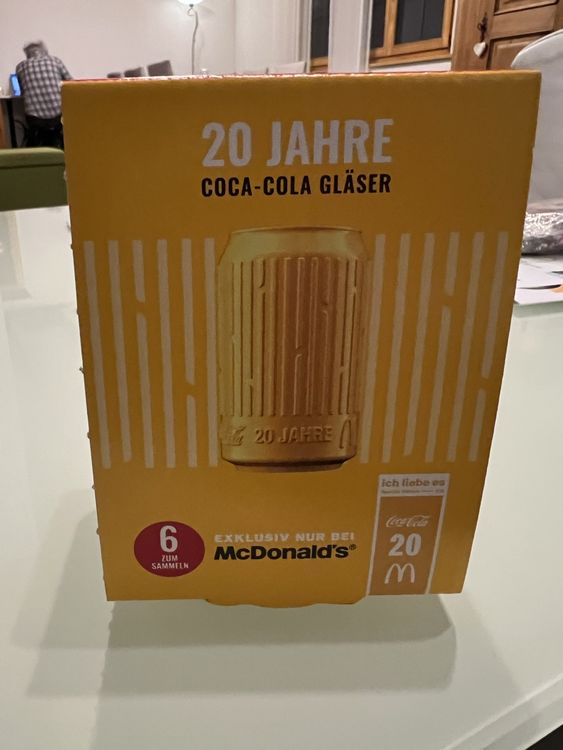 20 JAHRE
COCA-COLA GLÄSER
20 JAHRE
6
ZUM
SAMMELN
EXKLUSIV NUR BEI
McDonald's®
ich liebe es
Coca-Cola
20